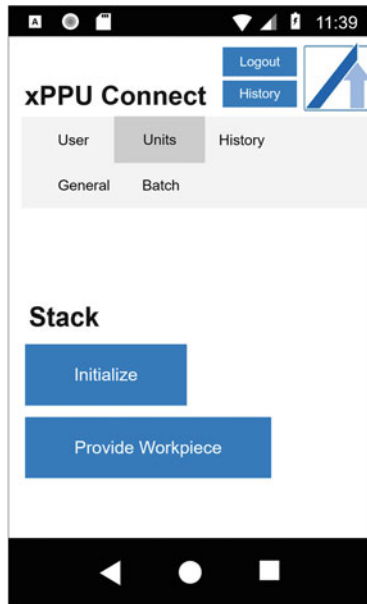 A 11:39
Logout
xPPU Connect History
User Units History
General Batch
Stack
Initialize
Provide Workpiece